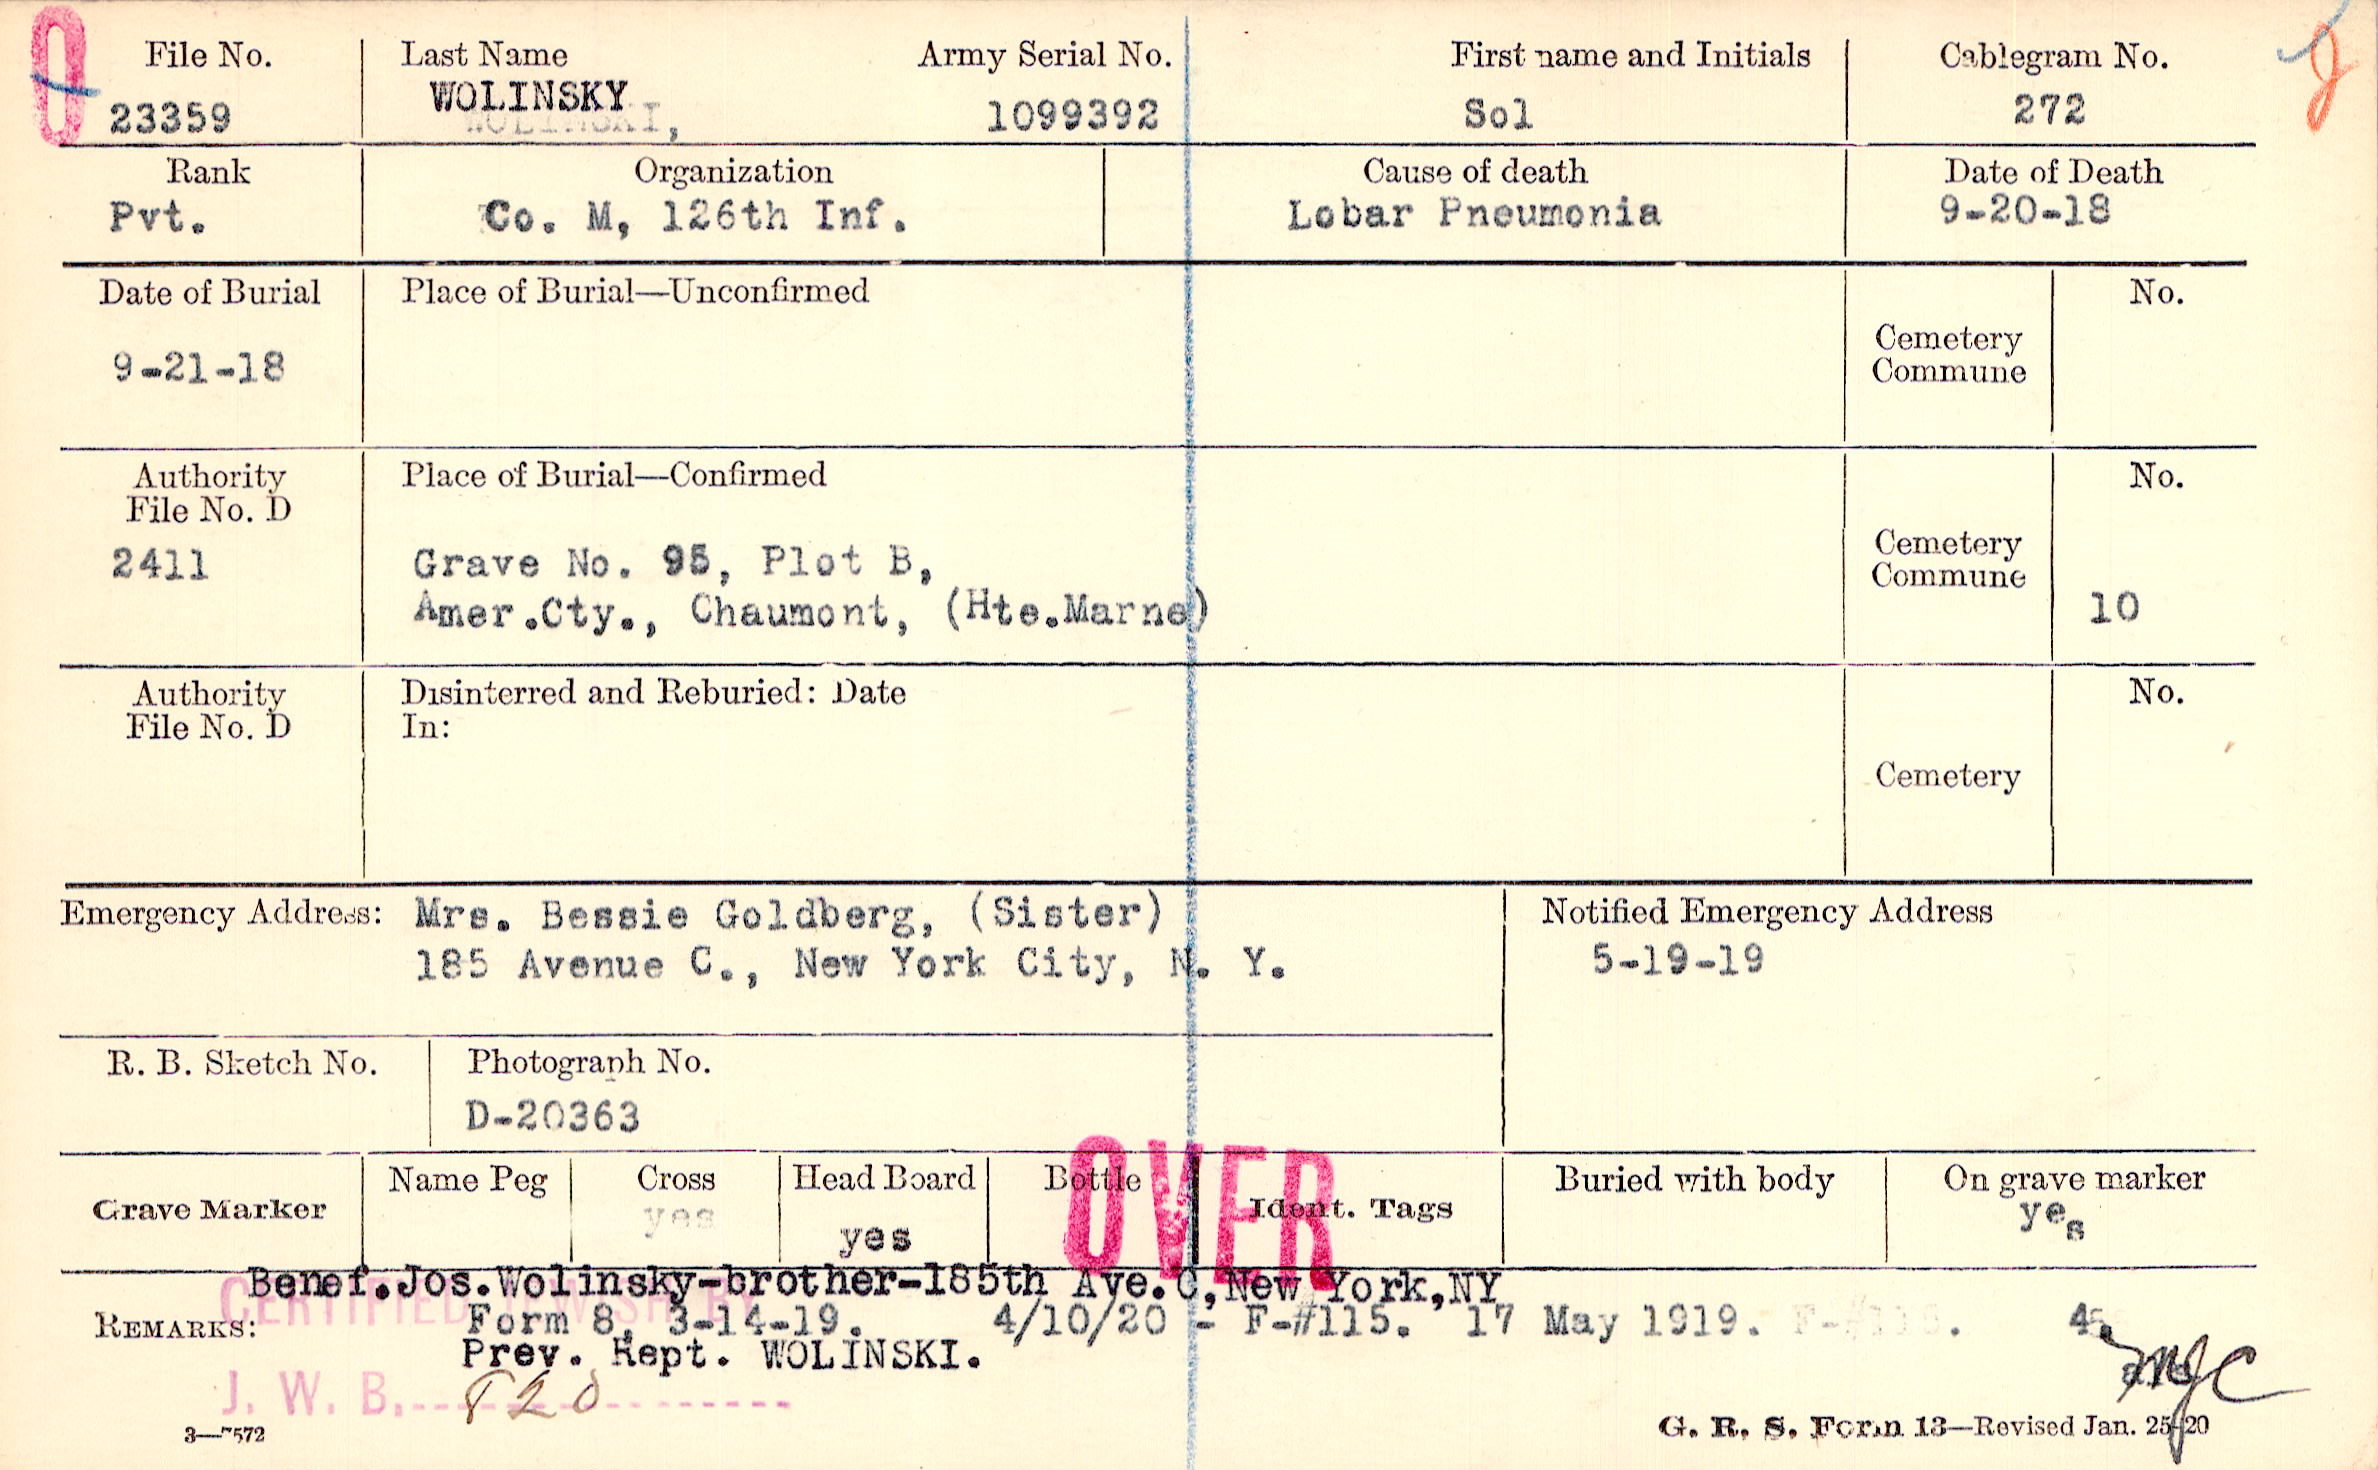 O
File No.
23359
Last Name
WOLINSKY
WOLINSKI,
Army Serial No.
1099392
First name and Initials
Sol
Cablegram No.
272
J
Rank
Pvt.
Organization
Co. M, 126th Inf.
Cause of death
Lobar Pneumonia
Date of Death
9-20-18
Date of Burial
9-21-18
Place of Burial—Unconfirmed
Cemetery
Commune
No.
Authority
File No. D
2411
Place of Burial—Confirmed
Grave No. 95, Plot B,
Amer.Cty., Chaumont, (Hte.Marne)
Cemetery
Commune
No.
10
Authority
File No. D
Disinterred and Reburied: Date
In:
Cemetery
No.
Emergency Address: Mrs. Bessie Goldberg, (Sister)
185 Avenue C., New York City, N. Y.
Notified Emergency Address
5-19-19
R. B. Sketch No.
Photograph No.
D-20363
OVER
Grave Marker
Name Peg
Cross
yes
Head Board
yes
Bottle
Ident. Tags
Buried with body
On grave marker
yes
Benef.Jos.Wolinsky-brother-185th Ave.C,New York,NY
CERTIFIED JEWISH BY
REMARKS: Form 8, 3-14-19. 4/10/20 - F-#115. 17 May 1919. F-#115.
Prev. Rept. WOLINSKI.
J. W. B.
3—7572
G. R. S. Form 13—Revised Jan. 25-20